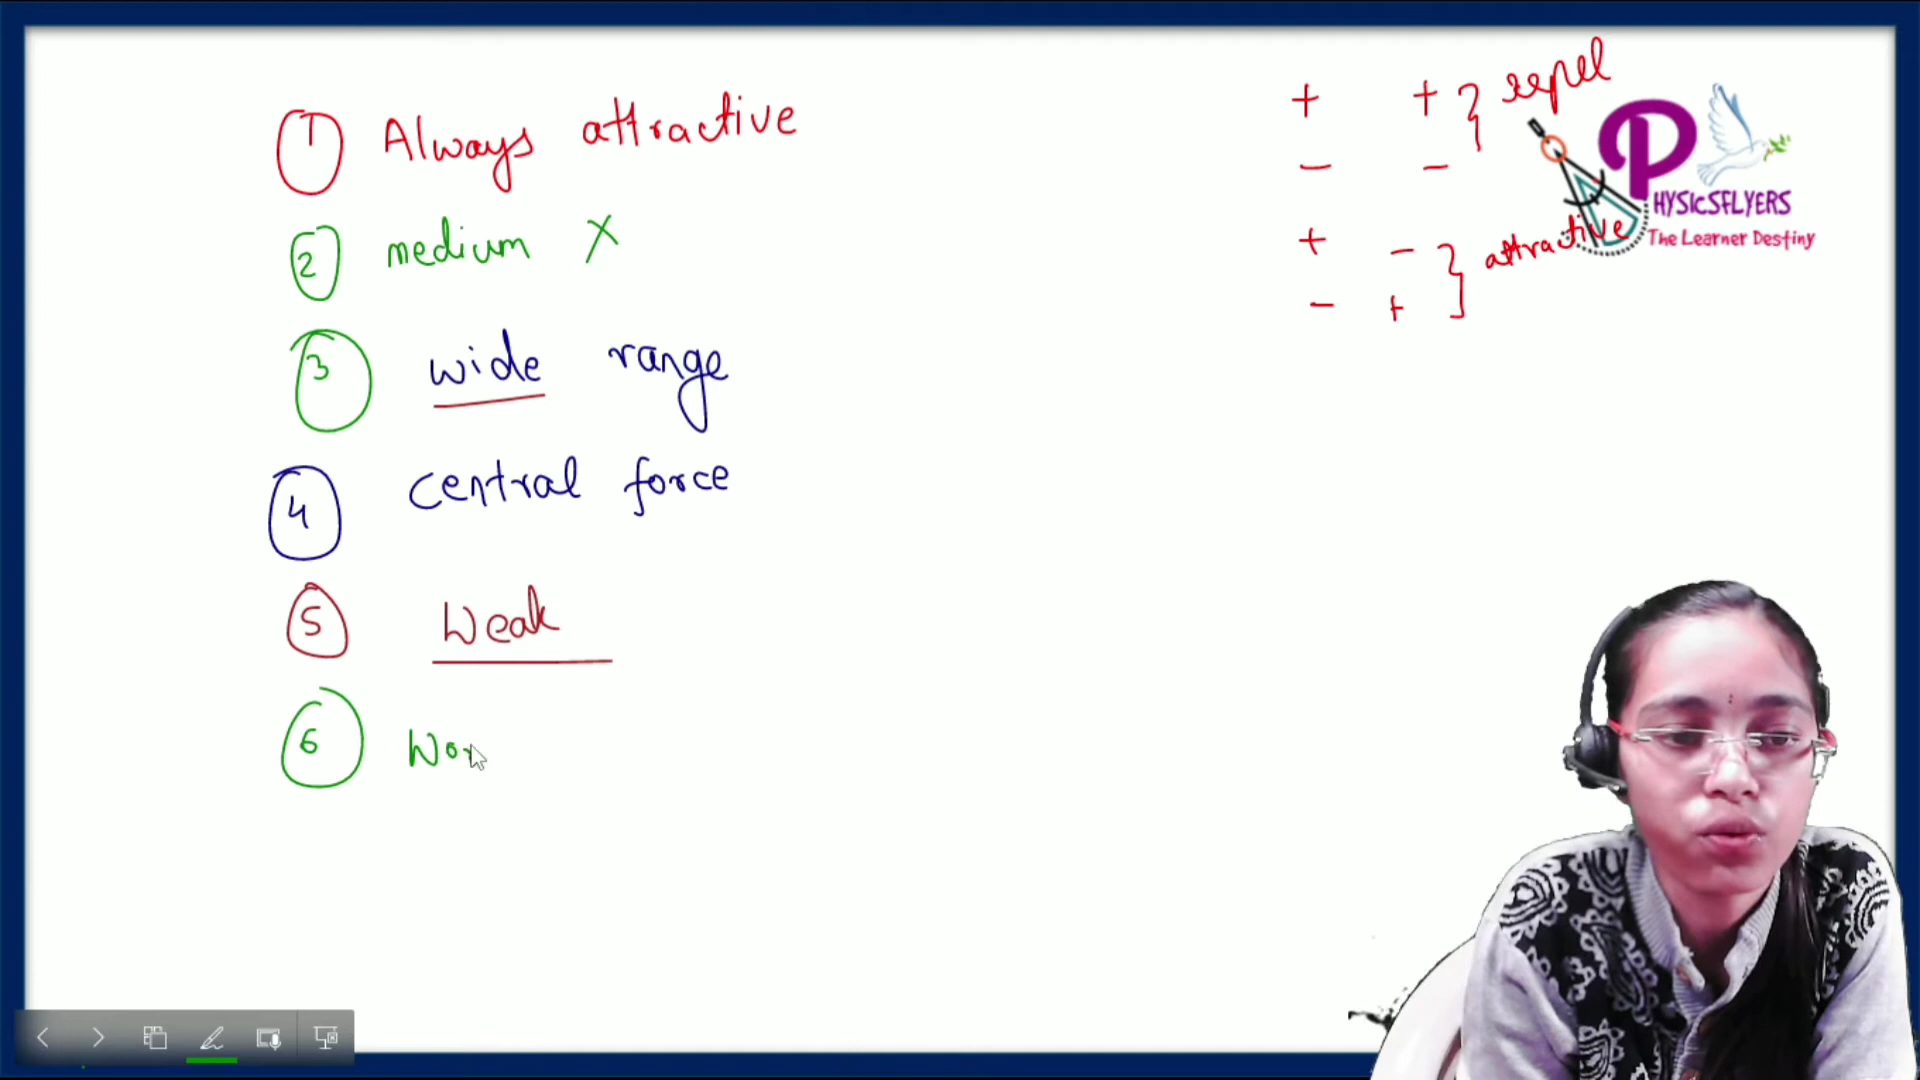 1 Always attractive
2 medium X
3 wide range
4 central force
5 Weak
6 Wor
+ + } repel
- -
+ - } attractive
- +
PHYSICSFLYERS
The Learner Destiny